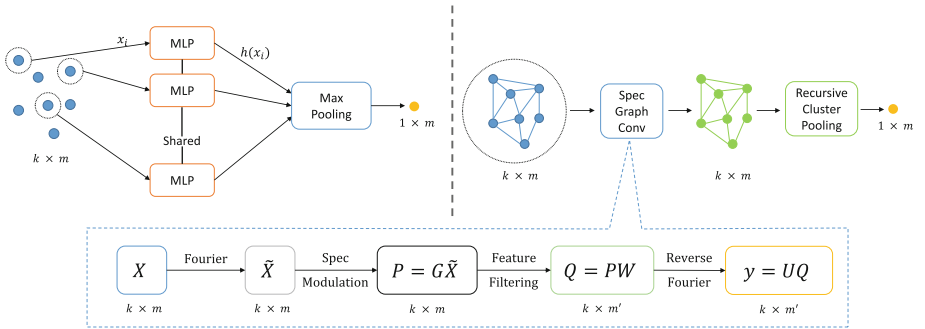 x_i
MLP
h(x_i)
MLP
Shared
MLP
k × m
Max
Pooling
1 × m
k × m
Spec
Graph
Conv
k × m
Recursive
Cluster
Pooling
1 × m
X
k × m
Fourier
X̃
k × m
Spec
Modulation
P = GX̃
k × m
Feature
Filtering
Q = PW
k × m′
Reverse
Fourier
y = UQ
k × m′